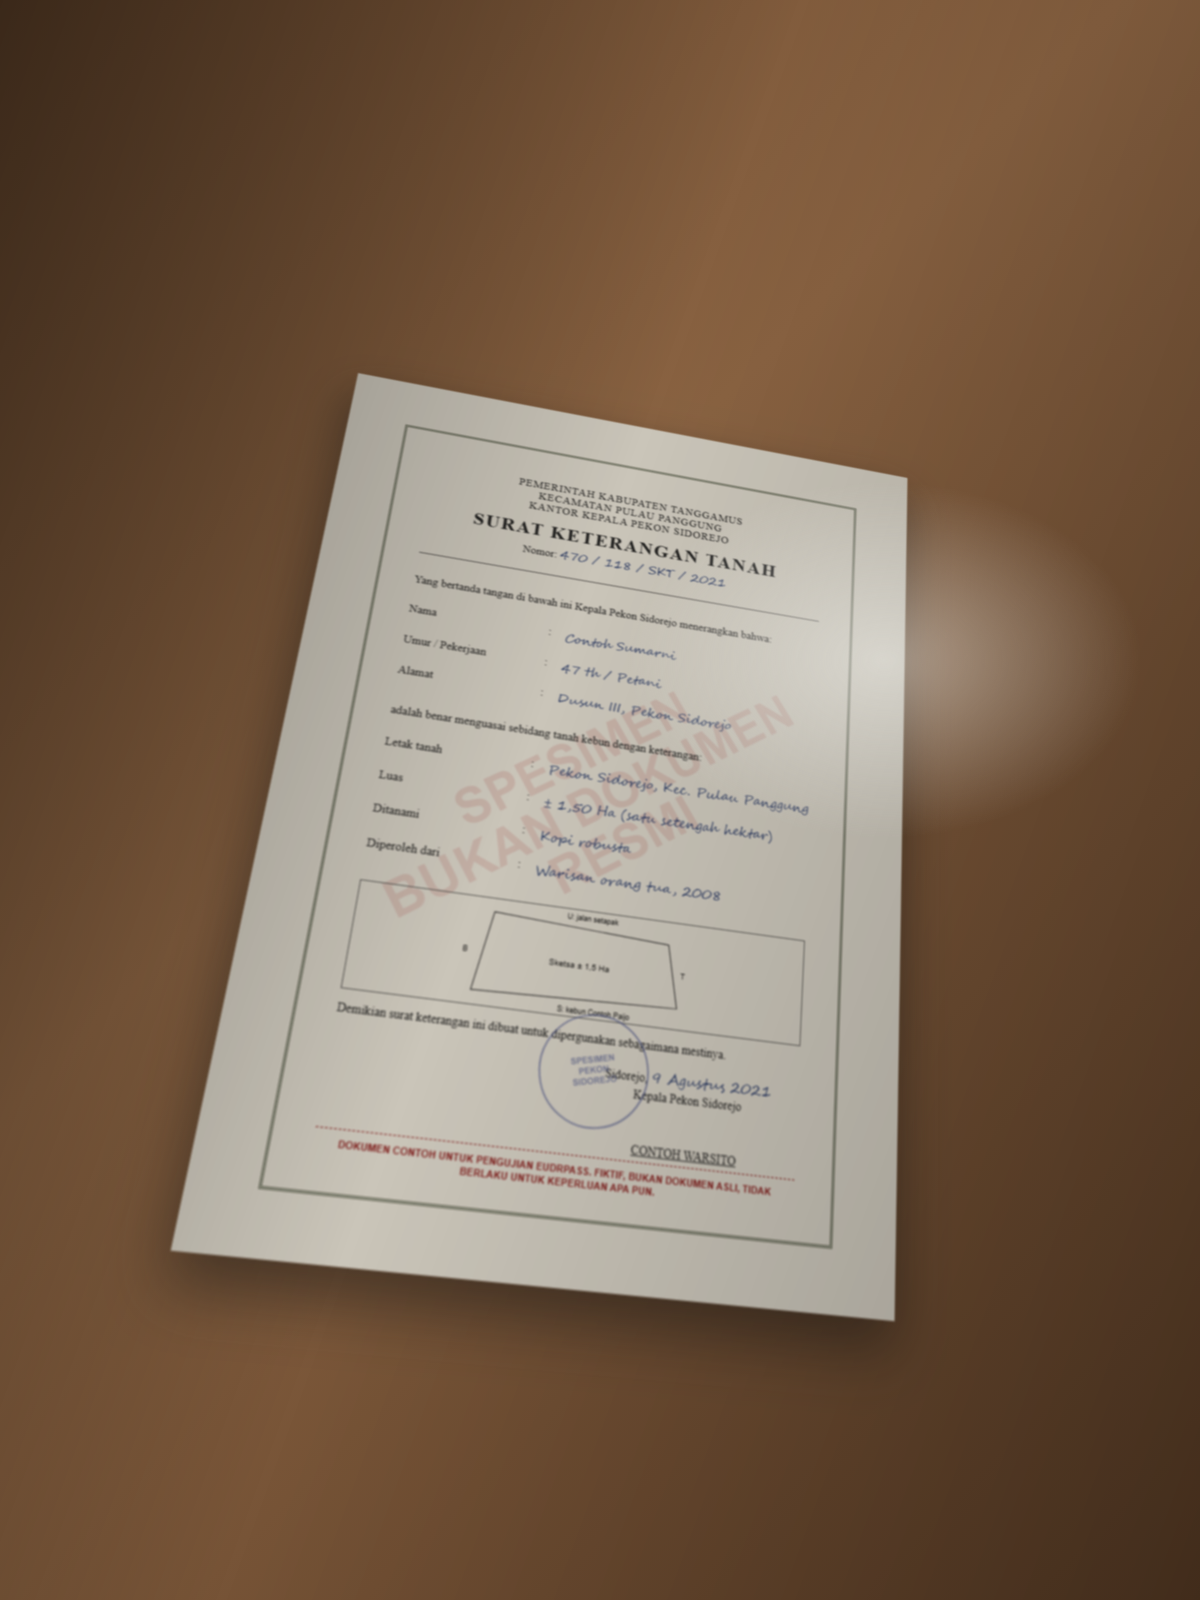 PEMERINTAH KABUPATEN TANGGAMUS
KECAMATAN PULAU PANGGUNG
KANTOR KEPALA PEKON SIDOREJO
SURAT KETERANGAN TANAH
Nomor: 470 / 118 / SKT / 2021
Yang bertanda tangan di bawah ini Kepala Pekon Sidorejo menerangkan bahwa:
Nama : Contoh Sumarni
Umur / Pekerjaan : 47 th / Petani
Alamat : Dusun III, Pekon Sidorejo
adalah benar menguasai sebidang tanah kebun dengan keterangan:
Letak tanah : Pekon Sidorejo, Kec. Pulau Panggung
Luas : ± 1,50 Ha (satu setengah hektar)
Ditanami : Kopi robusta
Diperoleh dari : Warisan orang tua, 2008
SPESIMEN
BUKAN DOKUMEN
RESMI
U: jalan setapak
B
Sketsa ± 1,5 Ha
T
S: kebun Contoh Paijo
Demikian surat keterangan ini dibuat untuk dipergunakan sebagaimana mestinya.
SPESIMEN
PEKON
SIDOREJO
Sidorejo, 9 Agustus 2021
Kepala Pekon Sidorejo
CONTOH WARSITO
DOKUMEN CONTOH UNTUK PENGUJIAN EUDRPASS. FIKTIF, BUKAN DOKUMEN ASLI, TIDAK
BERLAKU UNTUK KEPERLUAN APA PUN.